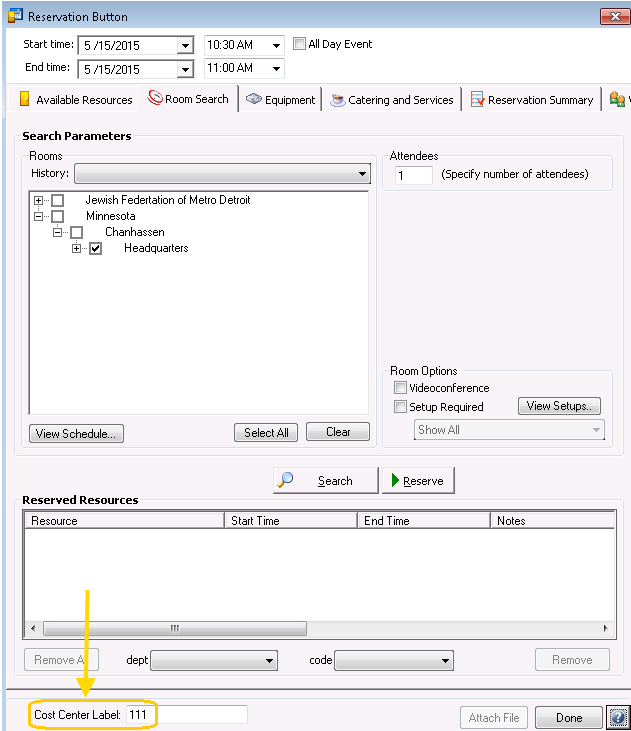 Reservation Button
Start time: 5 /15/2015 10:30 AM All Day Event
End time: 5 /15/2015 11:00 AM
Available Resources Room Search Equipment Catering and Services Reservation Summary
Search Parameters
Rooms
History:
Jewish Federtation of Metro Detroit
Minnesota
Chanhassen
Headquarters
View Schedule... Select All Clear
Attendees
1 (Specify number of attendees)
Room Options
Videoconference
Setup Required View Setups..
Show All
Search Reserve
Reserved Resources
Resource Start Time End Time Notes
Remove dept code Remove
Cost Center Label: 111 Attach File Done